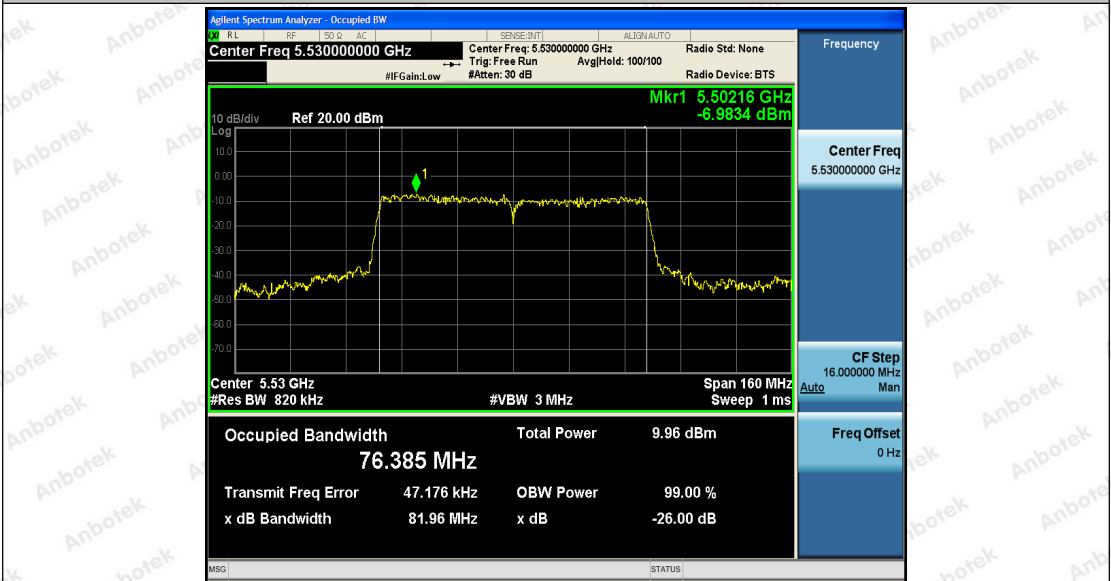 Agilent Spectrum Analyzer - Occupied BW
RL RF 50 Ω AC SENSE:INT ALIGN AUTO
Center Freq 5.530000000 GHz
Center Freq: 5.530000000 GHz Radio Std: None
Trig: Free Run Avg|Hold: 100/100
#IFGain:Low #Atten: 30 dB Radio Device: BTS
Mkr1 5.50216 GHz
-6.9834 dBm
10 dB/div Ref 20.00 dBm
Log
10.0
0.00
-10.0
-20.0
-30.0
-40.0
-50.0
-60.0
-70.0
1
Center 5.53 GHz Span 160 MHz
#Res BW 820 kHz #VBW 3 MHz Sweep 1 ms
Occupied Bandwidth Total Power 9.96 dBm
76.385 MHz
Transmit Freq Error 47.176 kHz OBW Power 99.00 %
x dB Bandwidth 81.96 MHz x dB -26.00 dB
MSG STATUS
Frequency
Center Freq
5.530000000 GHz
CF Step
16.000000 MHz
Auto Man
Freq Offset
0 Hz
Anbotek